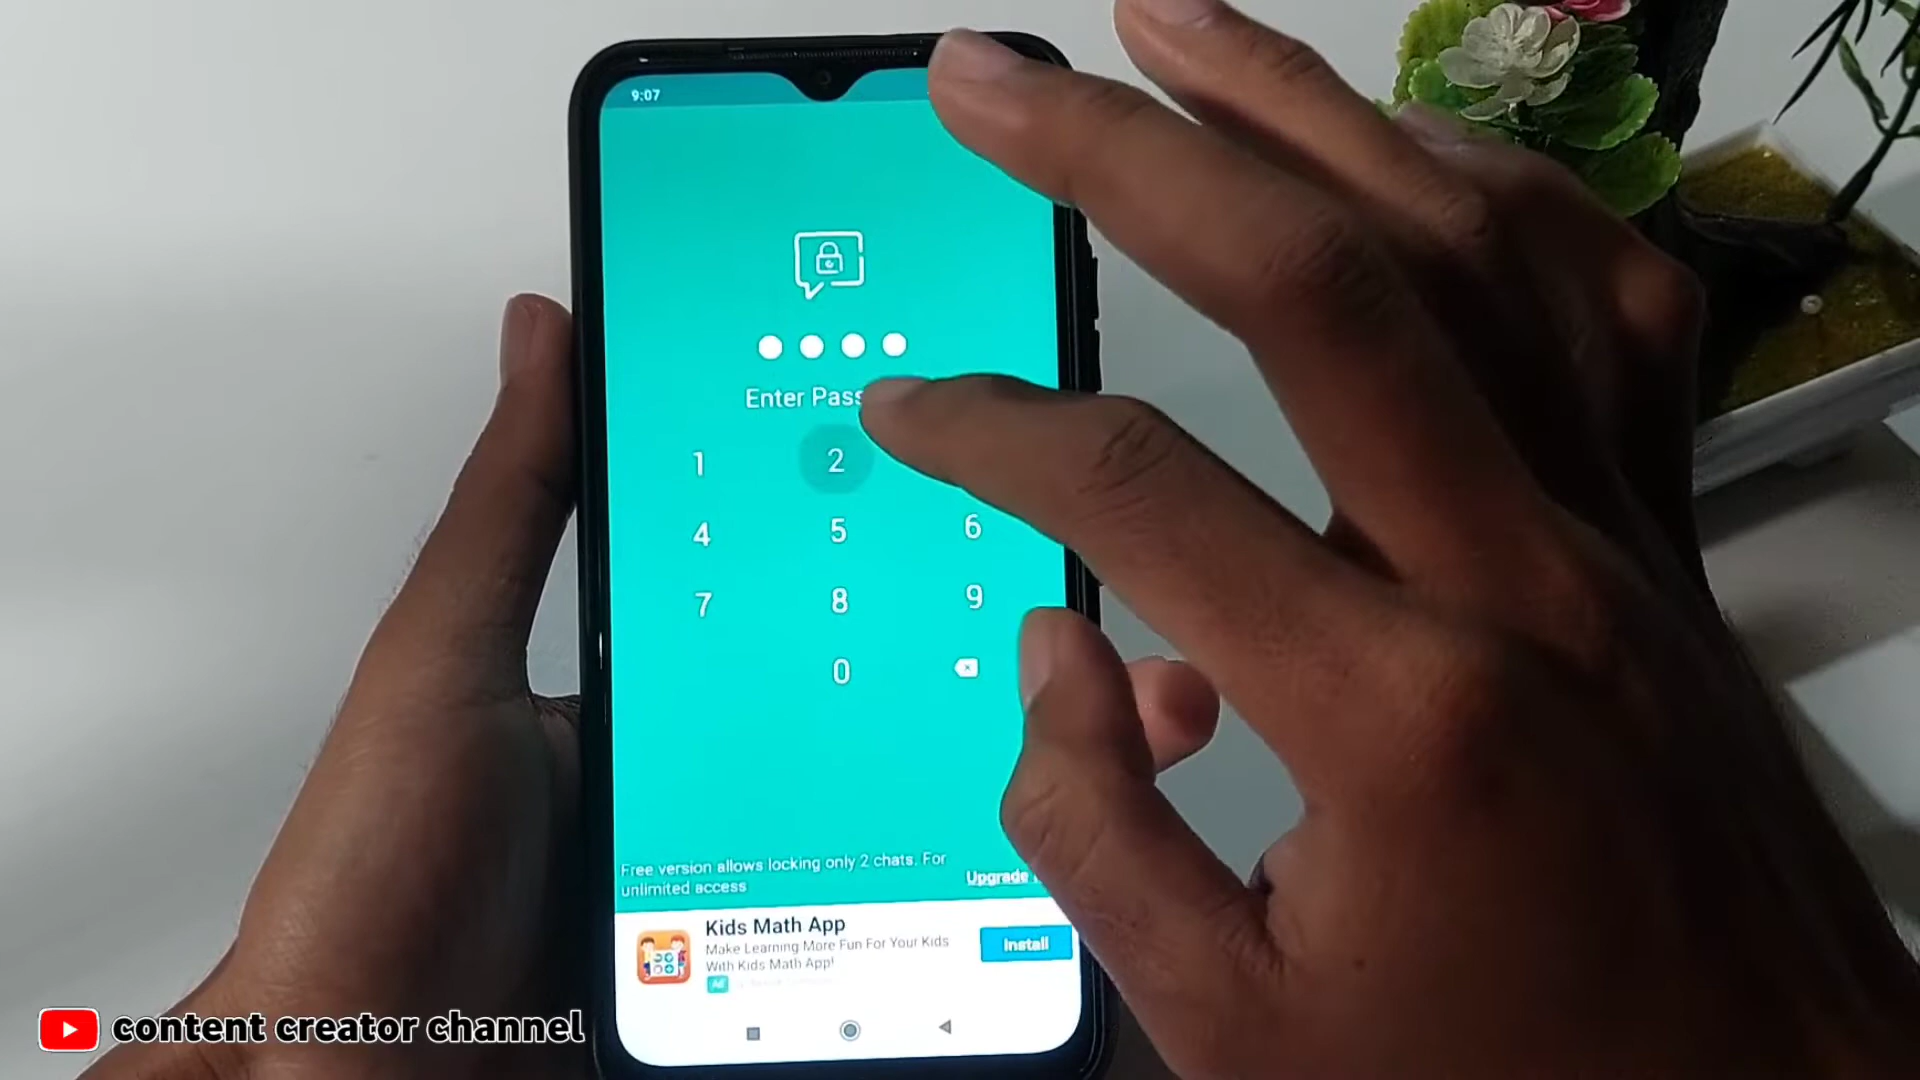 9:07
Enter Pass
1
2
4
5
6
7
8
9
0
Free version allows locking only 2 chats. For
unlimited access
Upgrade
Kids Math App
Make Learning More Fun For Your Kids
With Kids Math App!
Install
Ad
content creator channel